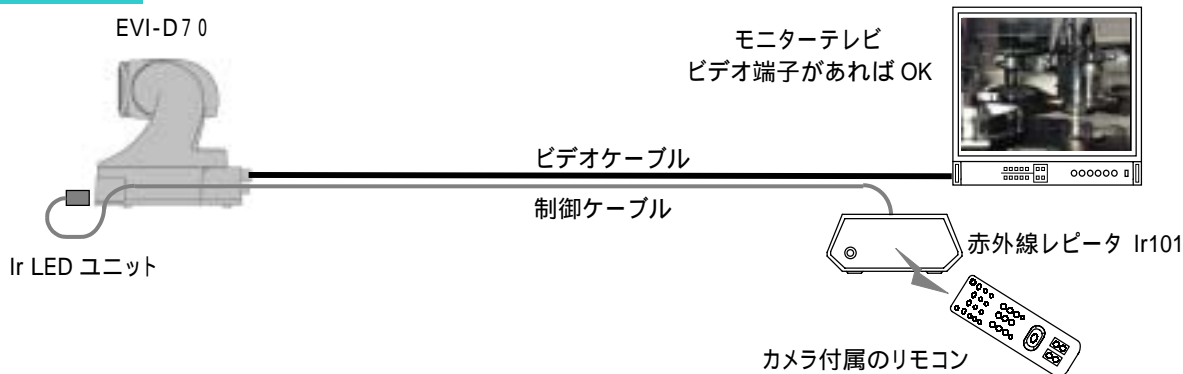 EVI-D70
モニターテレビ
ビデオ端子があれば OK
ビデオケーブル
制御ケーブル
Ir LED ユニット
赤外線レピータ Ir101
カメラ付属のリモコン